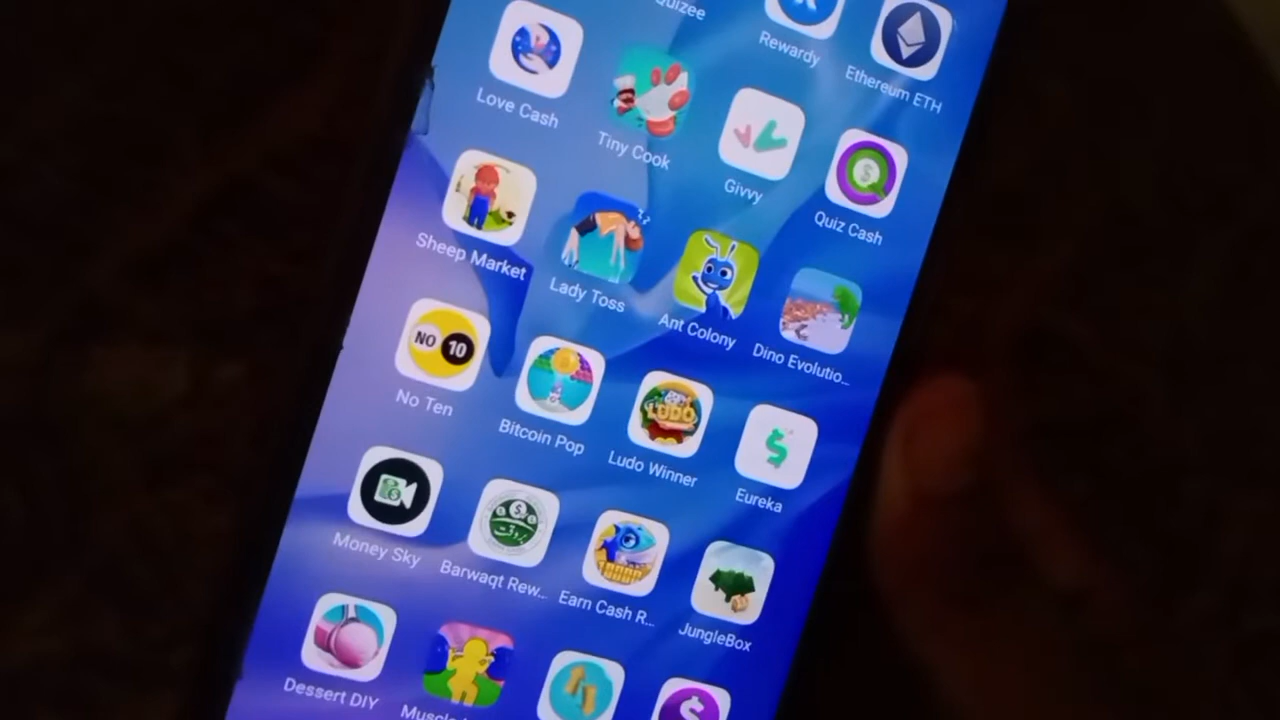 Quizee
Rewardy
Ethereum ETH
Love Cash
Tiny Cook
Givvy
Quiz Cash
Sheep Market
Lady Toss
Ant Colony
Dino Evolutio...
NO 10
No Ten
Bitcoin Pop
LUDO
Ludo Winner
$
Eureka
Money Sky
Barwaqt Rew...
Earn Cash R...
JungleBox
Dessert DIY